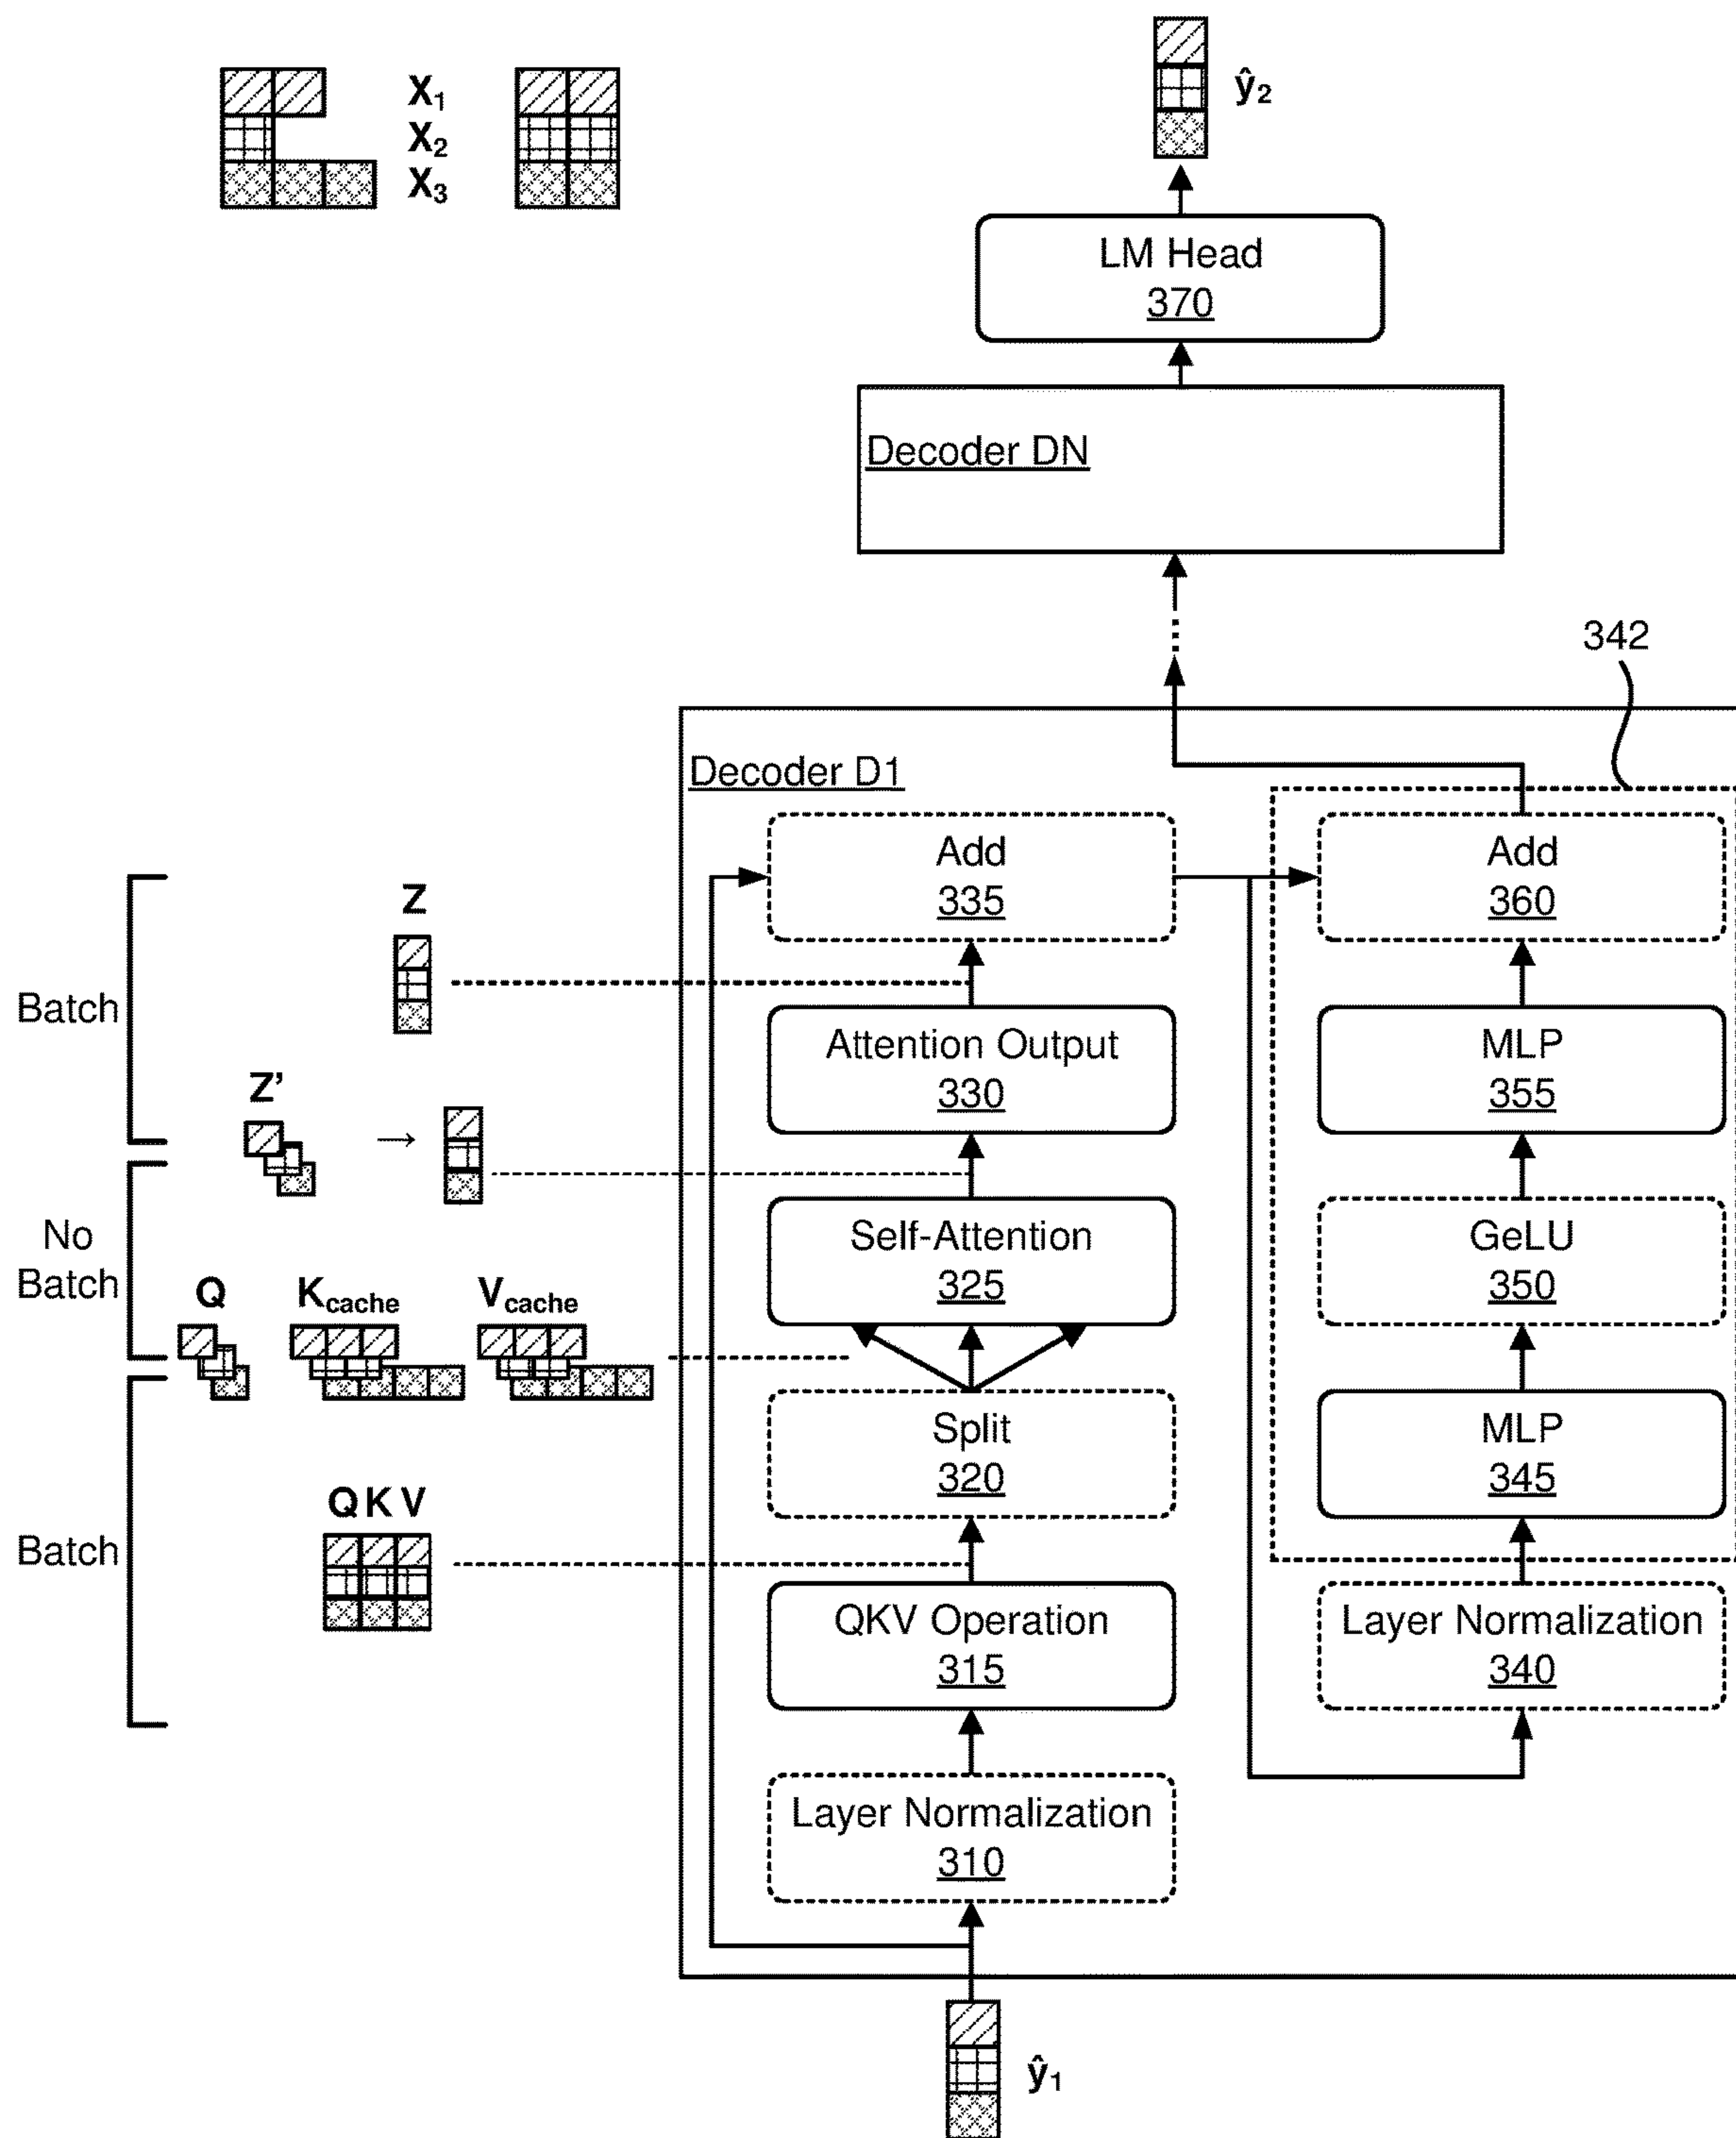 X₁
X₂
X₃
ŷ₂
LM Head
370
Decoder DN
342
Decoder D1
Add
335
Add
360
Z
Batch
Attention Output
330
MLP
355
Z'
→
No
Batch
Self-Attention
325
GeLU
350
Q
Kcache
Vcache
Split
320
MLP
345
Q K V
Batch
QKV Operation
315
Layer Normalization
340
Layer Normalization
310
ŷ₁